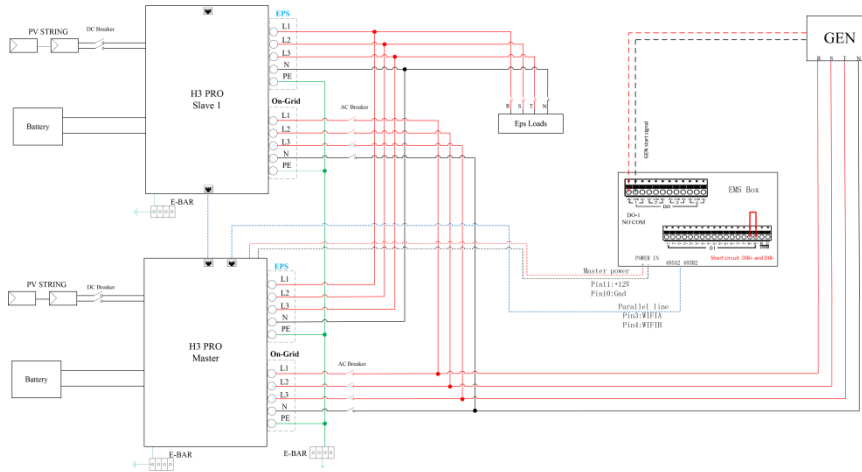 EPS
L1
L2
L3
N
PE
DC Breaker
PV STRING
H3 PRO
Slave 1
Battery
On-Grid
AC Breaker
L1
L2
L3
N
PE
E-BAR
R S T N
Eps Loads
GEN
R S T N
GEN start signal
EMS Box
DO
DO-1
NO COM
DI
Short circuit DI8+ and DI8-
POWER IN
485A2 485B2
Master power
Pin11:+12V
Pin10:Gnd
Parallel line
Pin3:WIFIA
Pin4:WIFIB
EPS
L1
L2
L3
N
PE
DC Breaker
PV STRING
H3 PRO
Master
Battery
On-Grid
AC Breaker
L1
L2
L3
N
PE
E-BAR
E-BAR